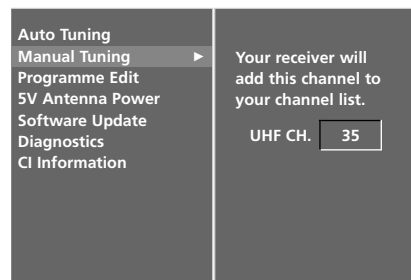 Auto Tuning
Manual Tuning ►
Programme Edit
5V Antenna Power
Software Update
Diagnostics
CI Information
Your receiver will
add this channel to
your channel list.
UHF CH. 35